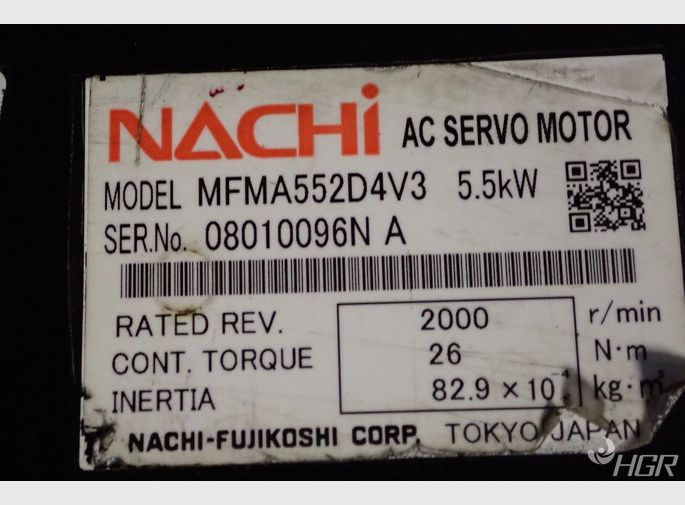 NACHi AC SERVO MOTOR
MODEL MFMA552D4V3 5.5kW
SER.No. 08010096N A
RATED REV. 2000 r/min
CONT. TORQUE 26 N·m
INERTIA 82.9 × 10⁻⁴ kg·m²
NACHI-FUJIKOSHI CORP. TOKYO JAPAN
HGR